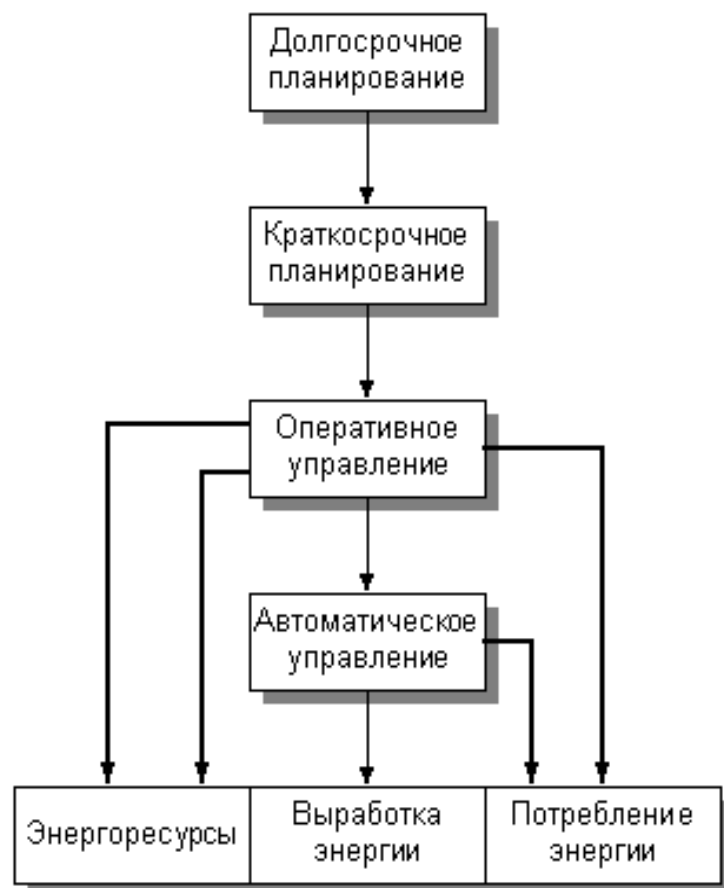 Долгосрочное
планирование
Краткосрочное
планирование
Оперативное
управление
Автоматическое
управление
Энергоресурсы
Выработка
энергии
Потребление
энергии